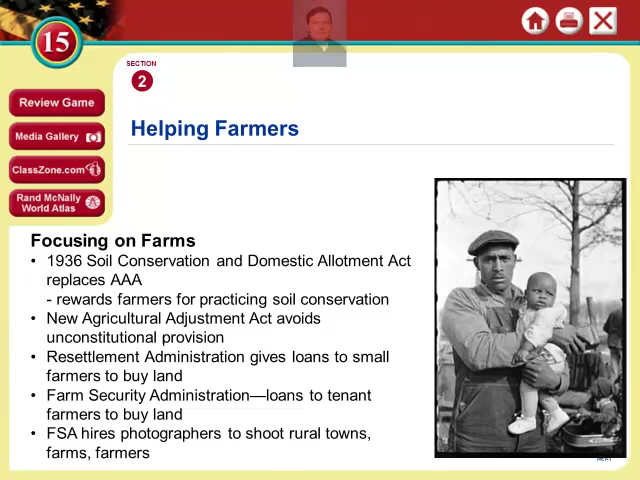 15
SECTION
2
Review Game
Media Gallery
ClassZone.com
Rand McNally
World Atlas
Helping Farmers
Focusing on Farms
• 1936 Soil Conservation and Domestic Allotment Act
replaces AAA
- rewards farmers for practicing soil conservation
• New Agricultural Adjustment Act avoids
unconstitutional provision
• Resettlement Administration gives loans to small
farmers to buy land
• Farm Security Administration—loans to tenant
farmers to buy land
• FSA hires photographers to shoot rural towns,
farms, farmers
NEXT